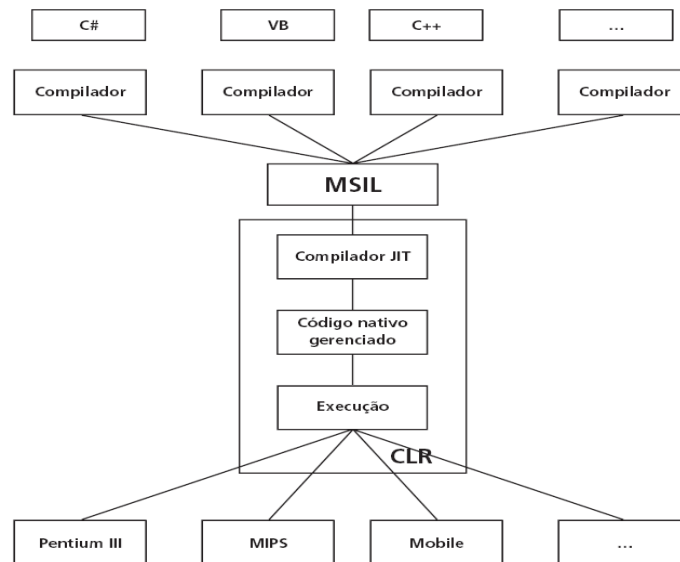 C#
VB
C++
...
Compilador
Compilador
Compilador
Compilador
MSIL
Compilador JIT
Código nativo
gerenciado
Execução
CLR
Pentium III
MIPS
Mobile
...